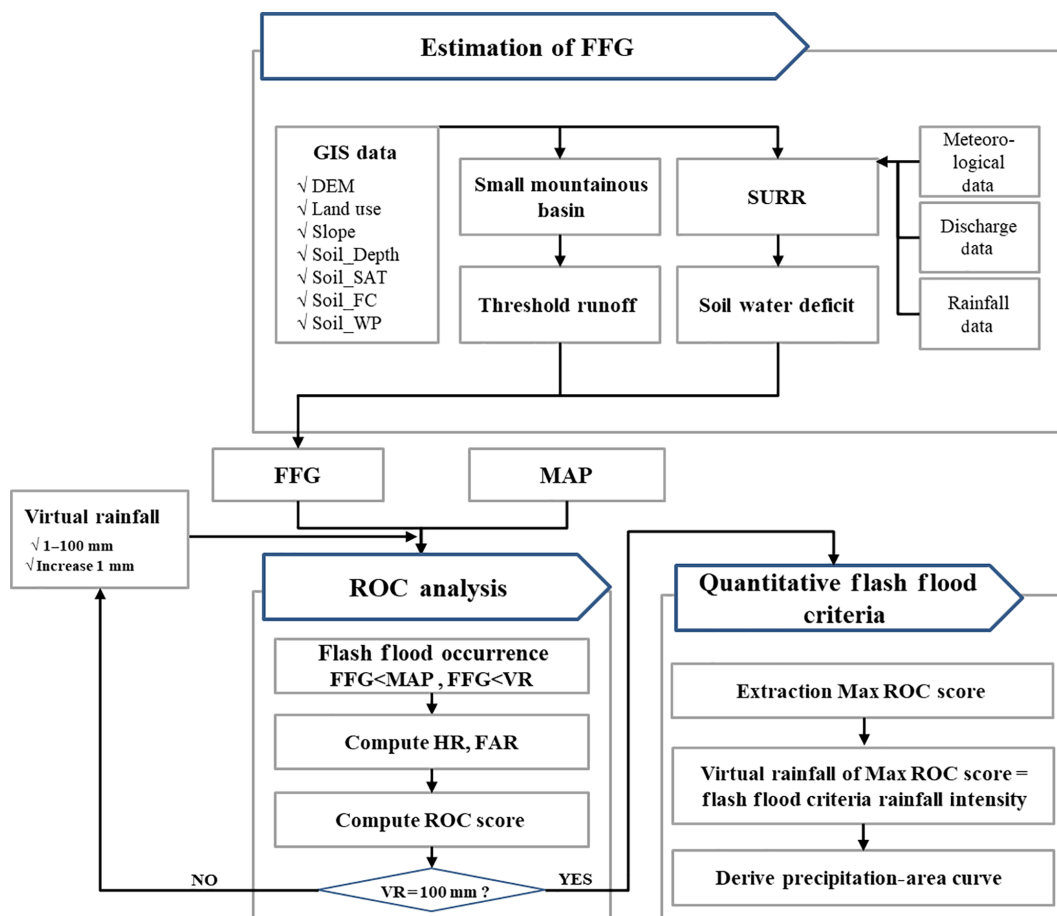 Estimation of FFG
GIS data
√ DEM
√ Land use
√ Slope
√ Soil_Depth
√ Soil_SAT
√ Soil_FC
√ Soil_WP
Small mountainous
basin
Threshold runoff
SURR
Soil water deficit
Meteoro-
logical
data
Discharge
data
Rainfall
data
FFG
MAP
Virtual rainfall
√ 1–100 mm
√ Increase 1 mm
ROC analysis
Flash flood occurrence
FFG<MAP , FFG<VR
Compute HR, FAR
Compute ROC score
VR=100 mm ?
NO
YES
Quantitative flash flood
criteria
Extraction Max ROC score
Virtual rainfall of Max ROC score =
flash flood criteria rainfall intensity
Derive precipitation-area curve